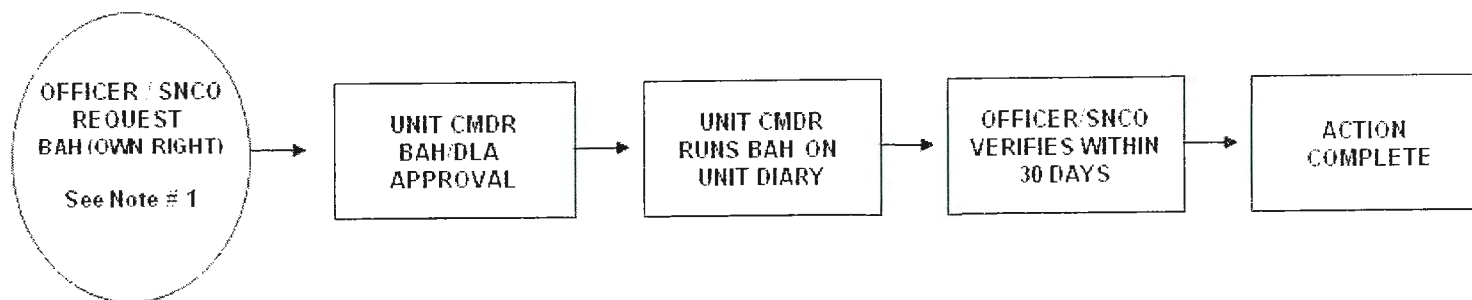 OFFICER / SNCO
REQUEST
BAH (OWN RIGHT)
See Note # 1
UNIT CMDR
BAH/DLA
APPROVAL
UNIT CMDR
RUNS BAH ON
UNIT DIARY
OFFICER/SNCO
VERIFIES WITHIN
30 DAYS
ACTION
COMPLETE